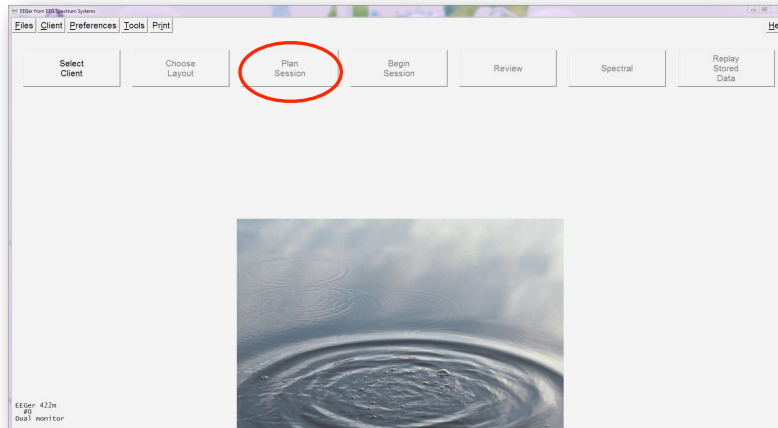 EEGer from EEG Spectrum Systems
Files Client Preferences Tools Print
Select
Client
Choose
Layout
Plan
Session
Begin
Session
Review
Spectral
Replay
Stored
Data
EEGer 422m
#0
Dual monitor